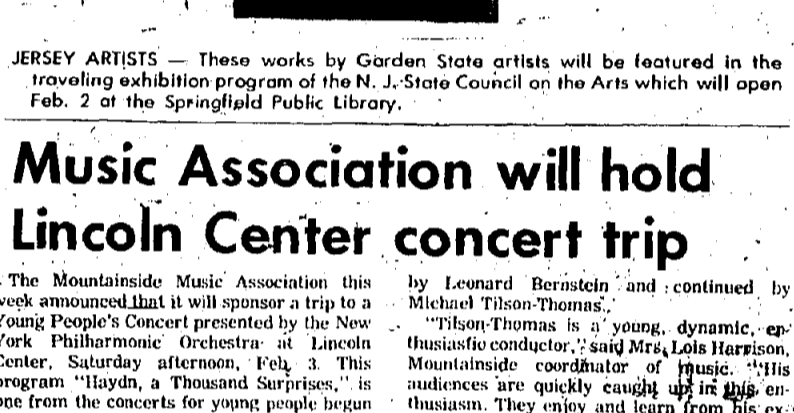 JERSEY ARTISTS — These works by Garden State artists will be featured in the
traveling exhibition program of the N. J. State Council on the Arts which will open
Feb. 2 at the Springfield Public Library.
Music Association will hold
Lincoln Center concert trip
The Mountainside Music Association this
week announced that it will sponsor a trip to a
Young People's Concert presented by the New
York Philharmonic Orchestra at Lincoln
Center, Saturday afternoon, Feb. 3. This
program "Haydn, a Thousand Surprises," is
one from the concerts for young people begun
by Leonard Bernstein and continued by
Michael Tilson-Thomas.
"Tilson-Thomas is a young, dynamic, en-
thusiastic conductor," said Mrs. Lois Harrison,
Mountainside coordinator of music. "His
audiences are quickly caught up in this en-
thusiasm. They enjoy and learn from his ex-